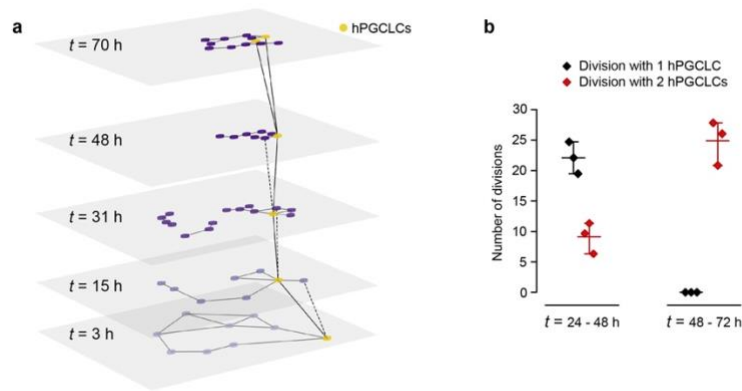 a
hPGCLCs
t = 70 h
t = 48 h
t = 31 h
t = 15 h
t = 3 h
b
Division with 1 hPGCLC
Division with 2 hPGCLCs
Number of divisions
30
25
20
15
10
5
0
t = 24 - 48 h
t = 48 - 72 h